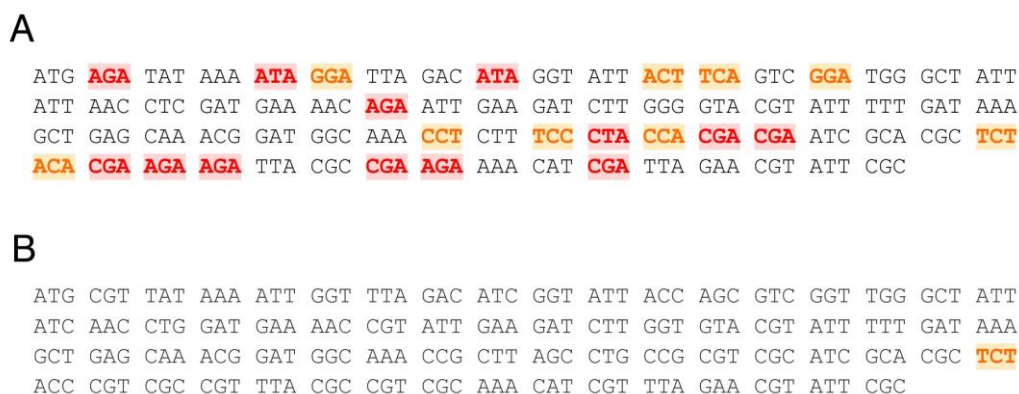 A
ATG AGA TAT AAA ATA GGA TTA GAC ATA GGT ATT ACT TCA GTC GGA TGG GCT ATT
ATT AAC CTC GAT GAA AAC AGA ATT GAA GAT CTT GGG GTA CGT ATT TTT GAT AAA
GCT GAG CAA ACG GAT GGC AAA CCT CTT TCC CTA CCA CGA CGA ATC GCA CGC TCT
ACA CGA AGA AGA TTA CGC CGA AGA AAA CAT CGA TTA GAA CGT ATT CGC
B
ATG CGT TAT AAA ATT GGT TTA GAC ATC GGT ATT ACC AGC GTC GGT TGG GCT ATT
ATC AAC CTG GAT GAA AAC CGT ATT GAA GAT CTT GGT GTA CGT ATT TTT GAT AAA
GCT GAG CAA ACG GAT GGC AAA CCG CTT AGC CTG CCG CGT CGC ATC GCA CGC TCT
ACC CGT CGC CGT TTA CGC CGT CGC AAA CAT CGT TTA GAA CGT ATT CGC